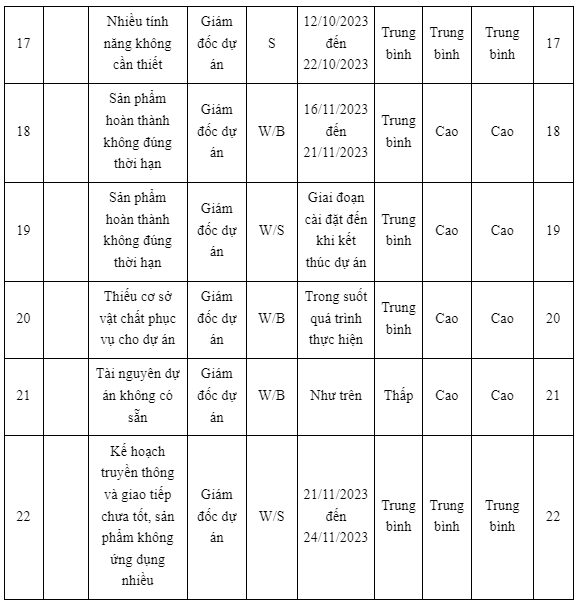 17
Nhiều tính
năng không
cần thiết
Giám
đốc dự
án
S
12/10/2023
đến
22/10/2023
Trung
bình
Trung
bình
Trung
bình
17
18
Sản phẩm
hoàn thành
không đúng
thời hạn
Giám
đốc dự
án
W/B
16/11/2023
đến
21/11/2023
Trung
bình
Cao
Cao
18
19
Sản phẩm
hoàn thành
không đúng
thời hạn
Giám
đốc dự
án
W/S
Giai đoạn
cài đặt đến
khi kết
thúc dự án
Trung
bình
Cao
Cao
19
20
Thiếu cơ sở
vật chất phục
vụ cho dự án
Giám
đốc dự
án
W/B
Trong suốt
quá trình
thực hiện
Trung
bình
Cao
Cao
20
21
Tài nguyên dự
án không có
sẵn
Giám
đốc dự
án
W/B
Như trên
Thấp
Cao
Cao
21
22
Kế hoạch
truyền thông
và giao tiếp
chưa tốt, sản
phẩm không
ứng dụng
nhiều
Giám
đốc dự
án
W/S
21/11/2023
đến
24/11/2023
Trung
bình
Trung
bình
Trung
bình
22